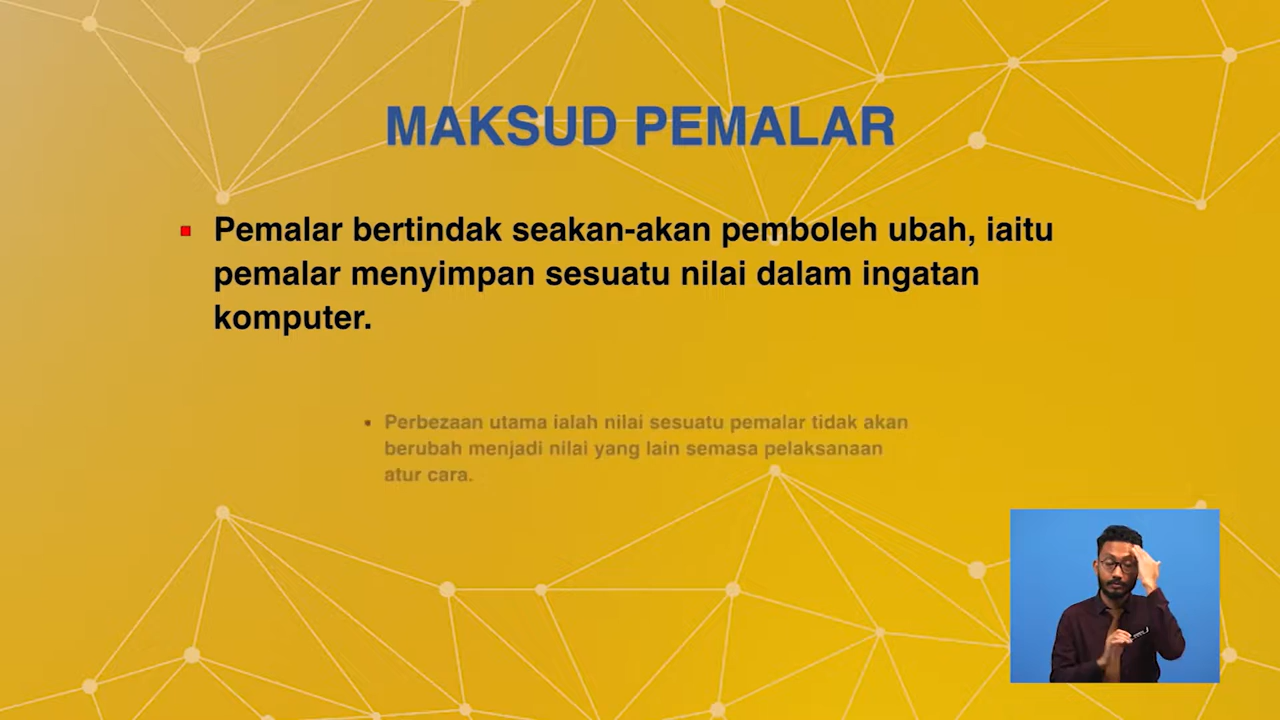 MAKSUD PEMALAR
Pemalar bertindak seakan-akan pemboleh ubah, iaitu
pemalar menyimpan sesuatu nilai dalam ingatan
komputer.
Perbezaan utama ialah nilai sesuatu pemalar tidak akan
berubah menjadi nilai yang lain semasa pelaksanaan
atur cara.